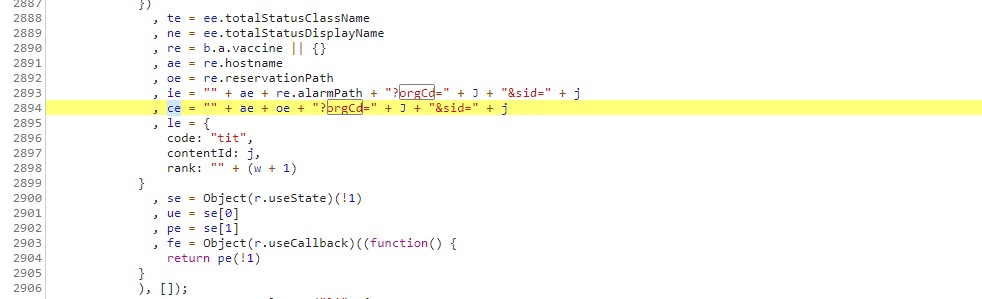 2887 })
2888 , te = ee.totalStatusClassName
2889 , ne = ee.totalStatusDisplayName
2890 , re = b.a.vaccine || {}
2891 , ae = re.hostname
2892 , oe = re.reservationPath
2893 , ie = "" + ae + re.alarmPath + "?orgCd=" + J + "&sid=" + j
2894 , ce = "" + ae + oe + "?orgCd=" + J + "&sid=" + j
2895 , le = {
2896 code: "tit",
2897 contentId: j,
2898 rank: "" + (w + 1)
2899 }
2900 , se = Object(r.useState)(!1)
2901 , ue = se[0]
2902 , pe = se[1]
2903 , fe = Object(r.useCallback)((function() {
2904 return pe(!1)
2905 }
2906 ), []);